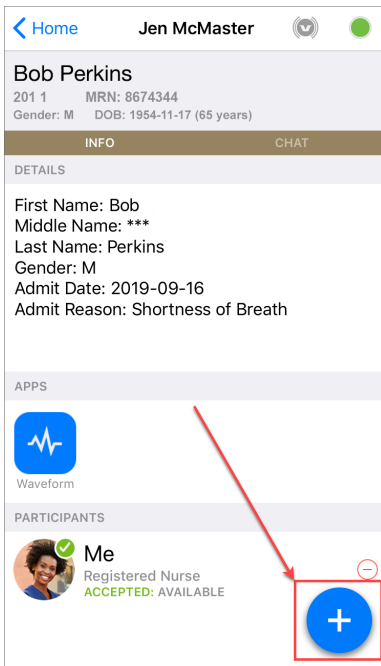 Home
Jen McMaster
Bob Perkins
201 1 MRN: 8674344
Gender: M DOB: 1954-11-17 (65 years)
INFO CHAT
DETAILS
First Name: Bob
Middle Name: ***
Last Name: Perkins
Gender: M
Admit Date: 2019-09-16
Admit Reason: Shortness of Breath
APPS
Waveform
PARTICIPANTS
Me
Registered Nurse
ACCEPTED: AVAILABLE